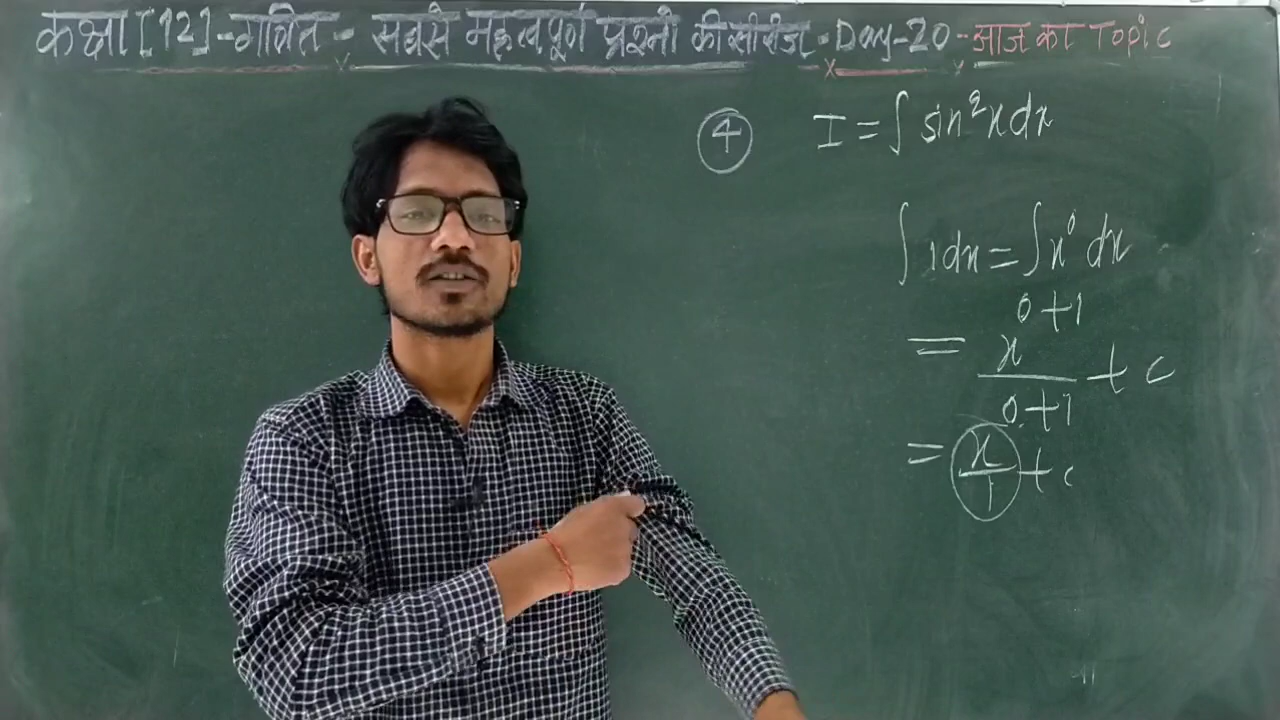 कक्षा [12]-गणित - सबसे महत्वपूर्ण प्रश्नों की सीरीज - Day-20 - आज का Topic
④ I = ∫ sin²x dx
∫ 1dx = ∫ x⁰ dx
= x^(0+1) / (0+1) + c
= x/1 + c